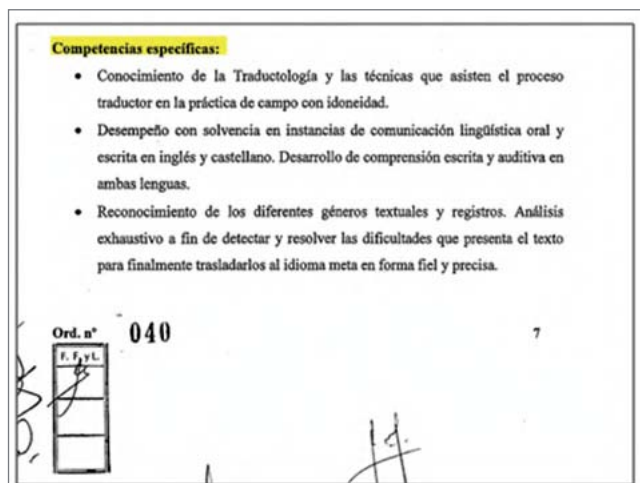 Competencias específicas:
• Conocimiento de la Traductología y las técnicas que asisten el proceso
traductor en la práctica de campo con idoneidad.
• Desempeño con solvencia en instancias de comunicación lingüística oral y
escrita en inglés y castellano. Desarrollo de comprensión escrita y auditiva en
ambas lenguas.
• Reconocimiento de los diferentes géneros textuales y registros. Análisis
exhaustivo a fin de detectar y resolver las dificultades que presenta el texto
para finalmente trasladarlos al idioma meta en forma fiel y precisa.
Ord. nº 040 7
F. F. y L.